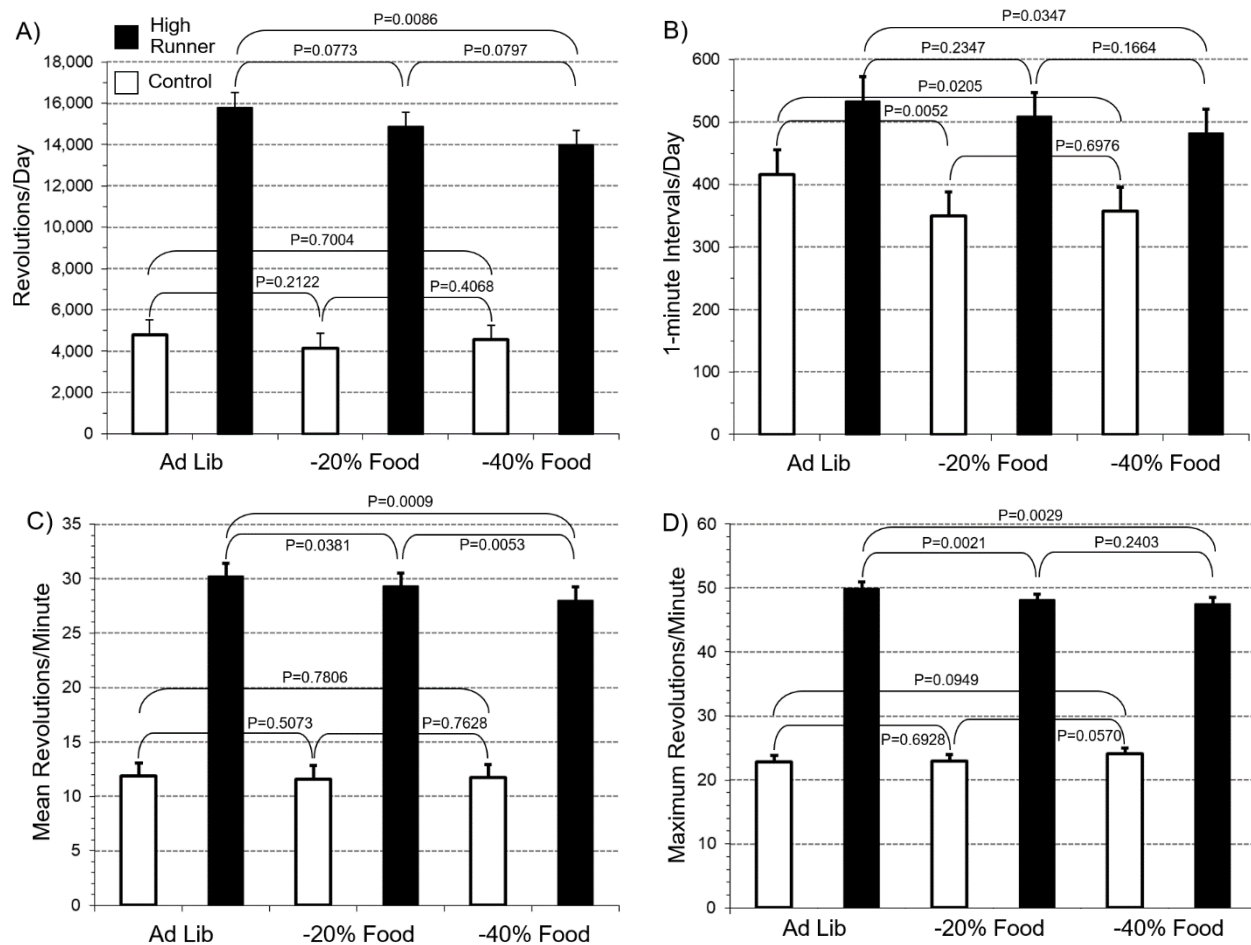 A)
High
Runner
Control
P=0.0086
P=0.0773
P=0.0797
18,000
16,000
14,000
12,000
10,000
8,000
6,000
4,000
2,000
0
Revolutions/Day
P=0.7004
P=0.2122
P=0.4068
Ad Lib
-20% Food
-40% Food
B)
P=0.0347
P=0.2347
P=0.1664
P=0.0205
P=0.0052
P=0.6976
600
500
400
300
200
100
0
1-minute Intervals/Day
Ad Lib
-20% Food
-40% Food
C)
P=0.0009
P=0.0381
P=0.0053
35
30
25
20
15
10
5
0
Mean Revolutions/Minute
P=0.7806
P=0.5073
P=0.7628
Ad Lib
-20% Food
-40% Food
D)
P=0.0029
P=0.0021
P=0.2403
60
50
40
30
20
10
0
Maximum Revolutions/Minute
P=0.0949
P=0.6928
P=0.0570
Ad Lib
-20% Food
-40% Food